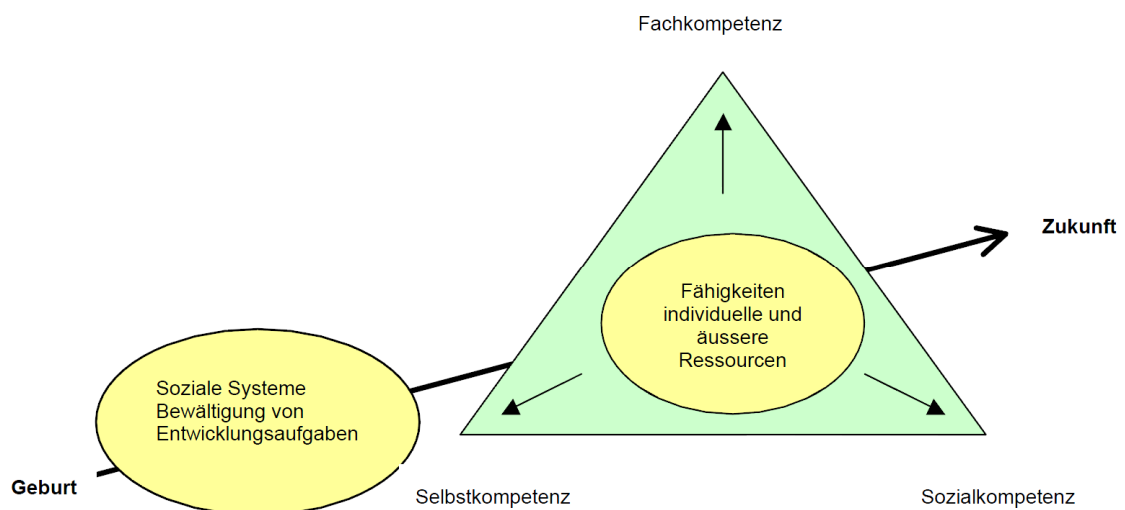 Fachkompetenz
Zukunft
Fähigkeiten
individuelle und
äussere
Ressourcen
Soziale Systeme
Bewältigung von
Entwicklungsaufgaben
Geburt
Selbstkompetenz
Sozialkompetenz